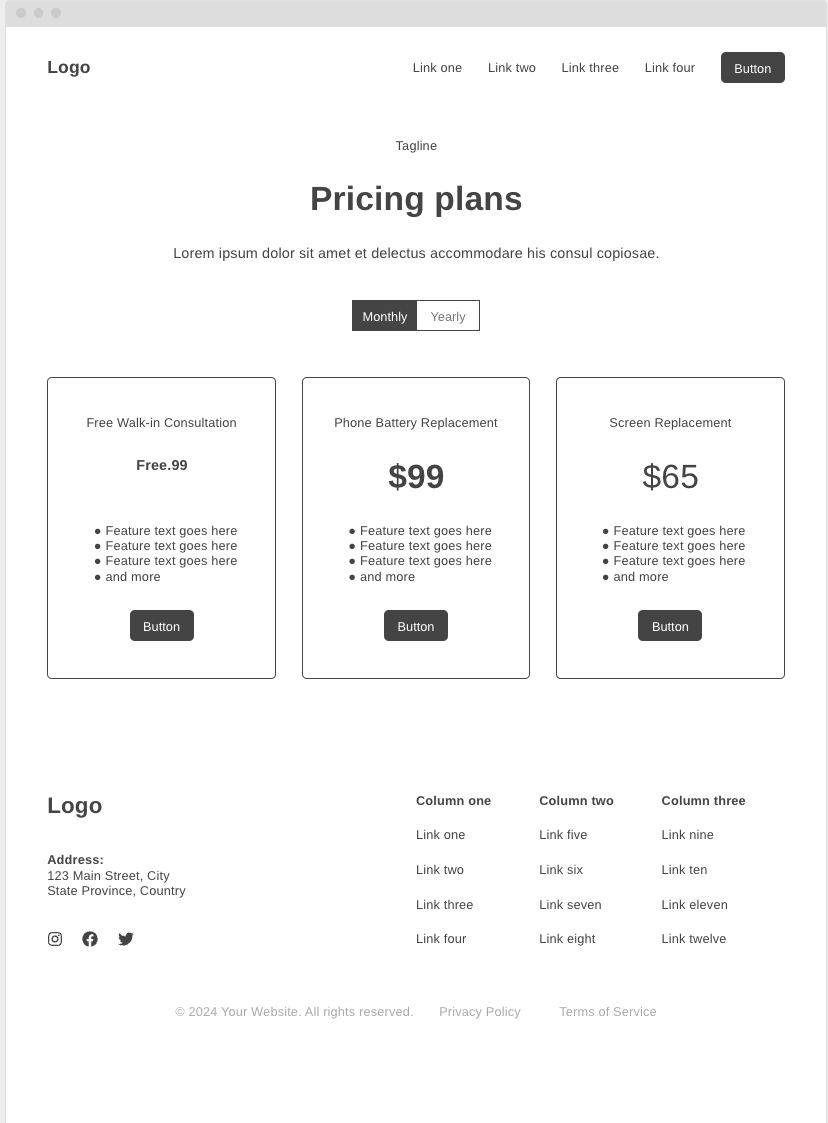 Logo
Link one
Link two
Link three
Link four
Button
Tagline
Pricing plans
Lorem ipsum dolor sit amet et delectus accommodare his consul copiosae.
Monthly
Yearly
Free Walk-in Consultation
Free.99
● Feature text goes here
● Feature text goes here
● Feature text goes here
● and more
Button
Phone Battery Replacement
$99
● Feature text goes here
● Feature text goes here
● Feature text goes here
● and more
Button
Screen Replacement
$65
● Feature text goes here
● Feature text goes here
● Feature text goes here
● and more
Button
Logo
Address:
123 Main Street, City
State Province, Country
Column one
Link one
Link two
Link three
Link four
Column two
Link five
Link six
Link seven
Link eight
Column three
Link nine
Link ten
Link eleven
Link twelve
© 2024 Your Website. All rights reserved.
Privacy Policy
Terms of Service